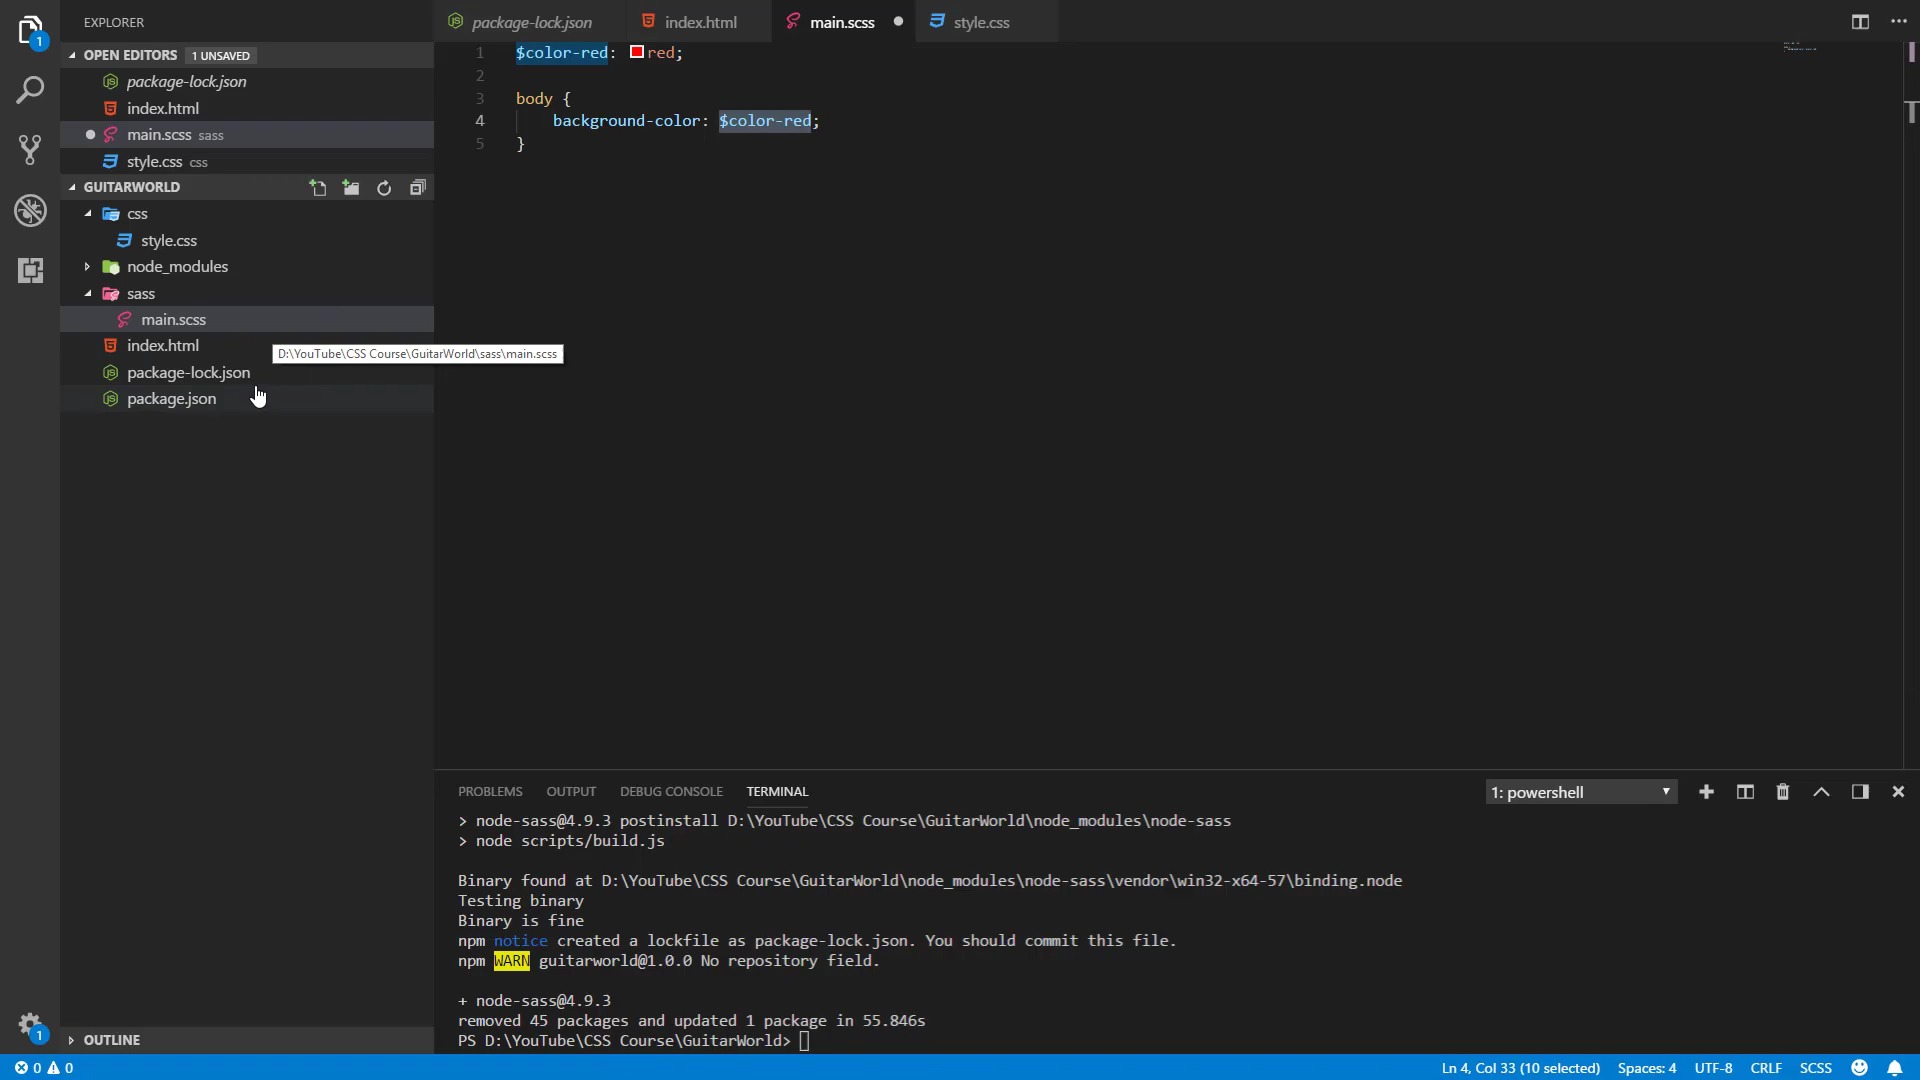 1
EXPLORER
OPEN EDITORS 1 UNSAVED
package-lock.json
index.html
main.scss sass
style.css css
GUITARWORLD
css
style.css
node_modules
sass
main.scss
index.html
D:\YouTube\CSS Course\GuitarWorld\sass\main.scss
package-lock.json
package.json
OUTLINE
1
package-lock.json index.html main.scss style.css
1 $color-red: red;
2
3 body {
4 background-color: $color-red;
5 }
PROBLEMS OUTPUT DEBUG CONSOLE TERMINAL 1: powershell
> node-sass@4.9.3 postinstall D:\YouTube\CSS Course\GuitarWorld\node_modules\node-sass
> node scripts/build.js
Binary found at D:\YouTube\CSS Course\GuitarWorld\node_modules\node-sass\vendor\win32-x64-57\binding.node
Testing binary
Binary is fine
npm notice created a lockfile as package-lock.json. You should commit this file.
npm WARN guitarworld@1.0.0 No repository field.
+ node-sass@4.9.3
removed 45 packages and updated 1 package in 55.846s
PS D:\YouTube\CSS Course\GuitarWorld>
0 0 Ln 4, Col 33 (10 selected) Spaces: 4 UTF-8 CRLF SCSS